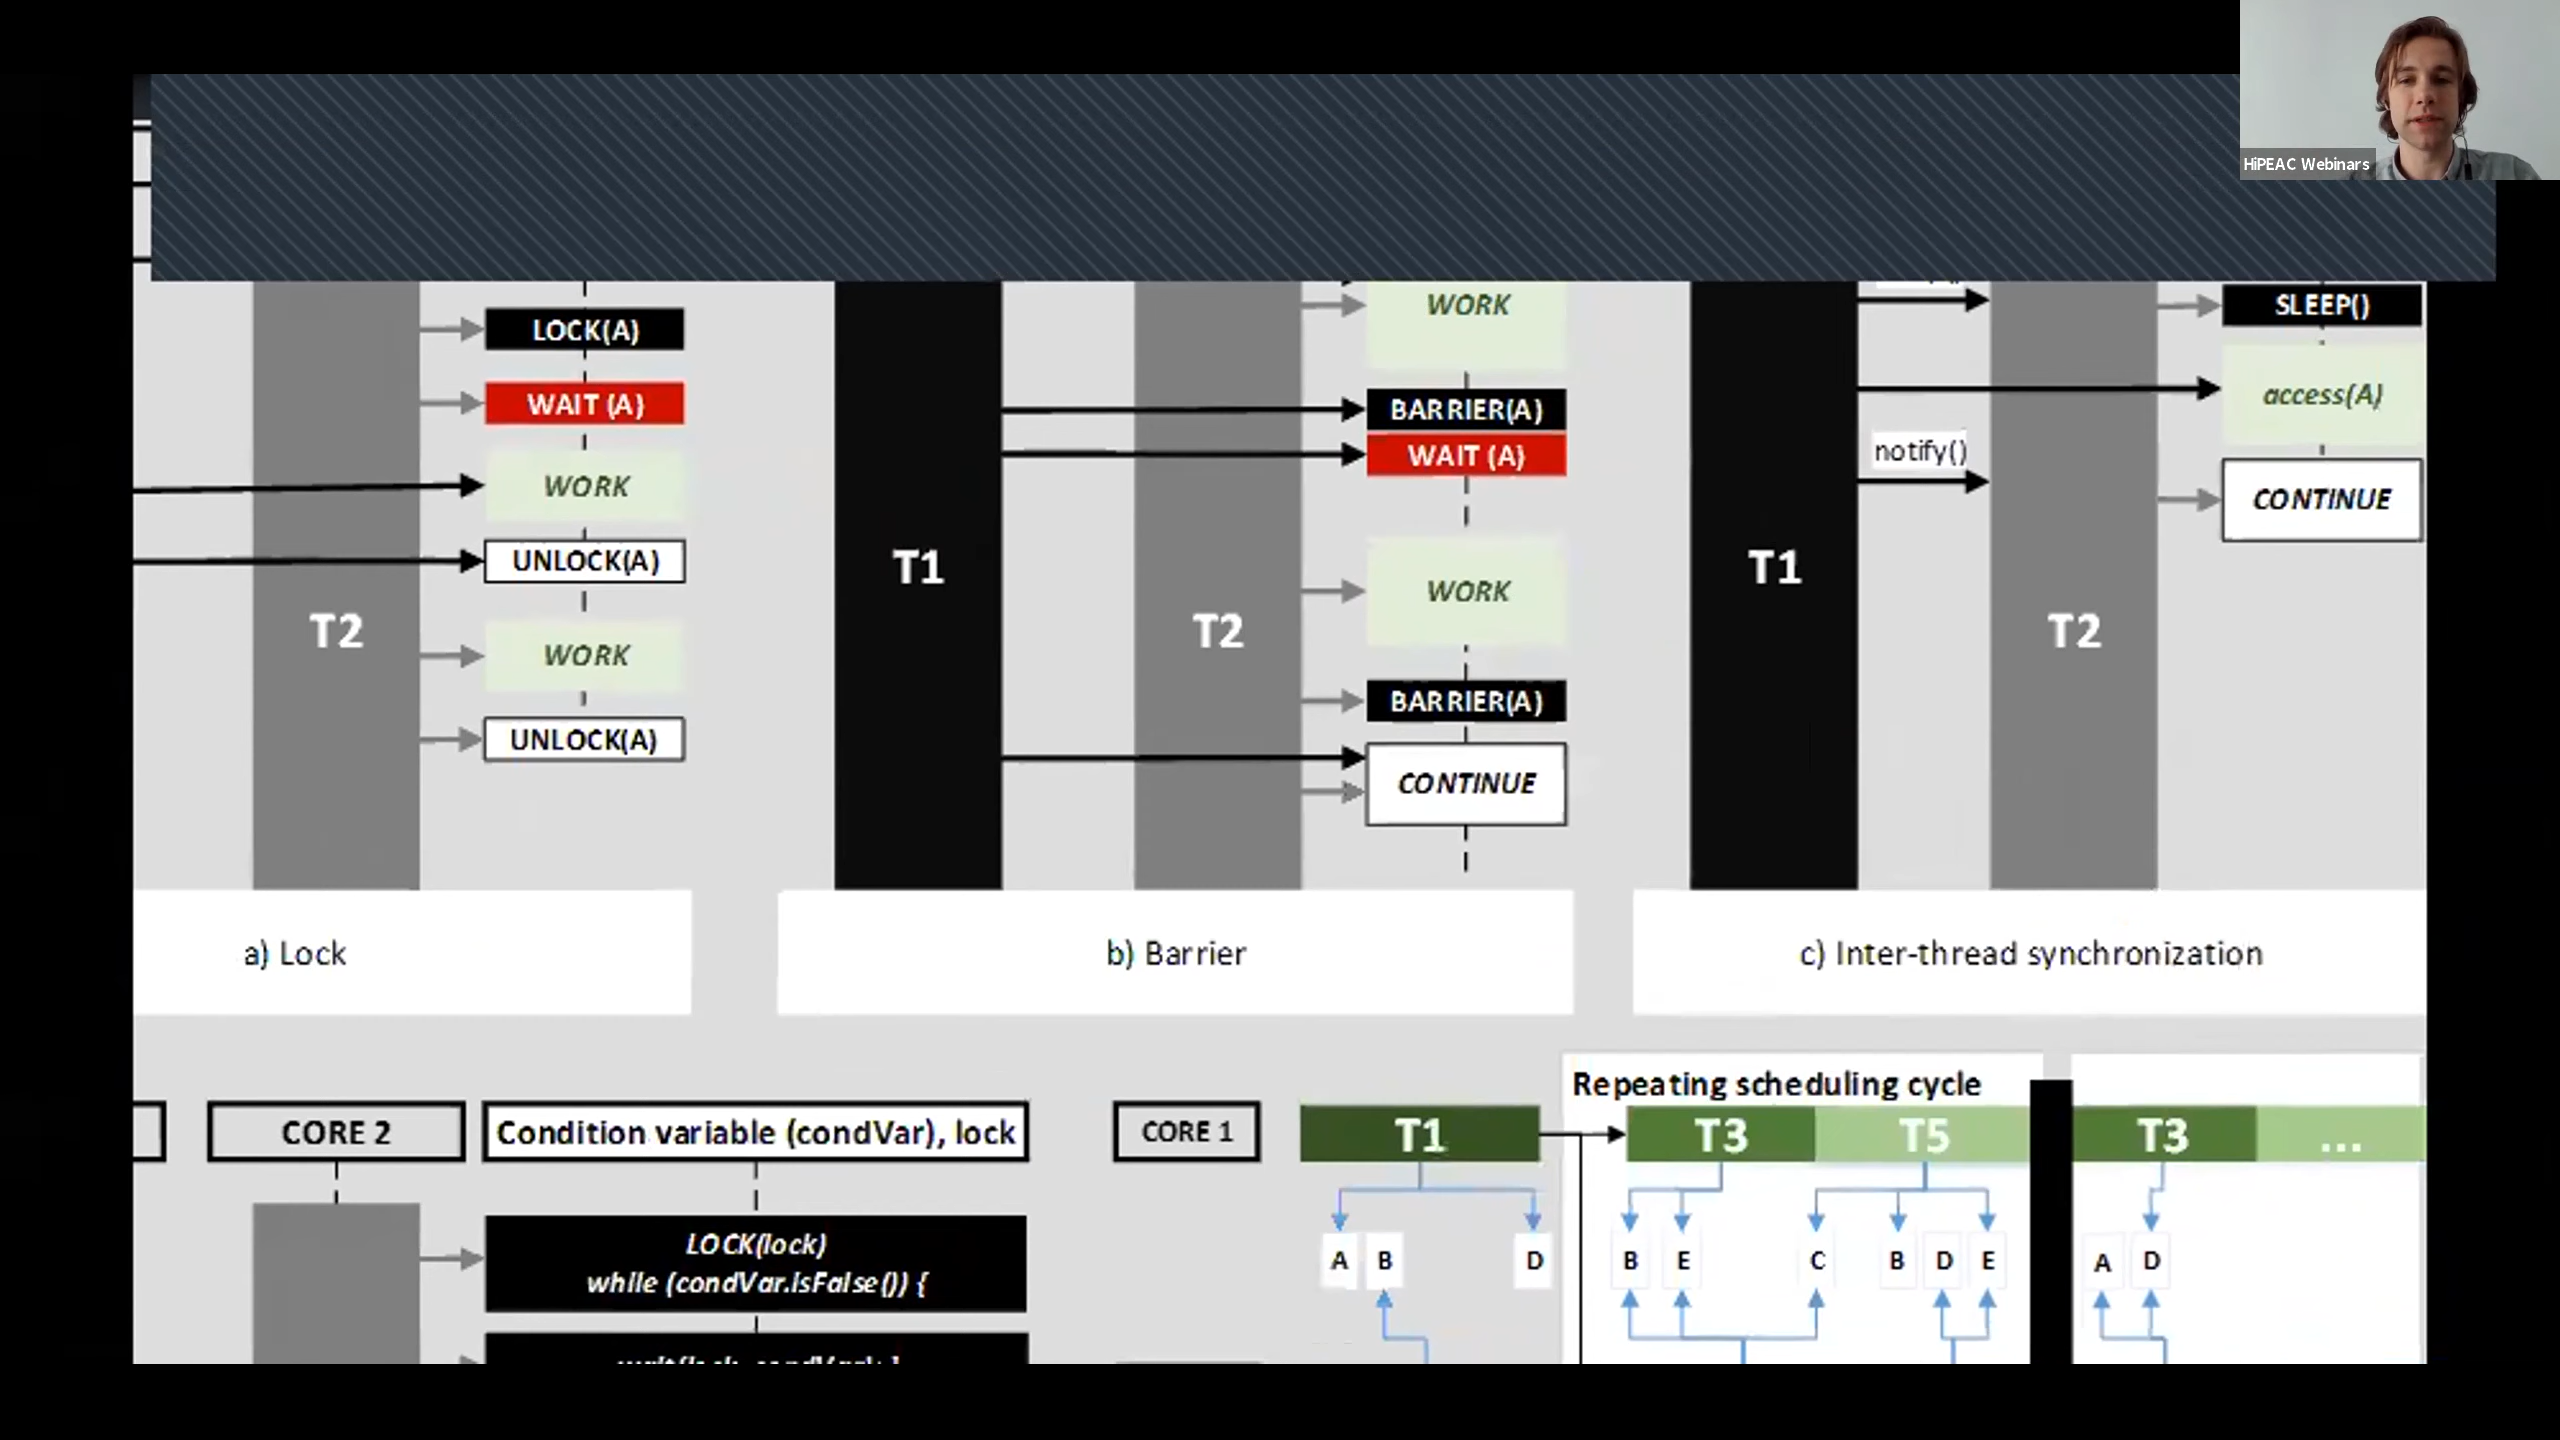 HiPEAC Webinars
LOCK(A)
WAIT (A)
WORK
UNLOCK(A)
WORK
UNLOCK(A)
T2
a) Lock
WORK
BARRIER(A)
WAIT (A)
WORK
BARRIER(A)
CONTINUE
T1
T2
b) Barrier
SLEEP()
access(A)
notify()
CONTINUE
T1
T2
c) Inter-thread synchronization
CORE 2
Condition variable (condVar), lock
LOCK(lock)
while (condVar.isFalse()) {
Repeating scheduling cycle
CORE 1
T1
T3
T5
T3
...
A B D B E C B D E A D